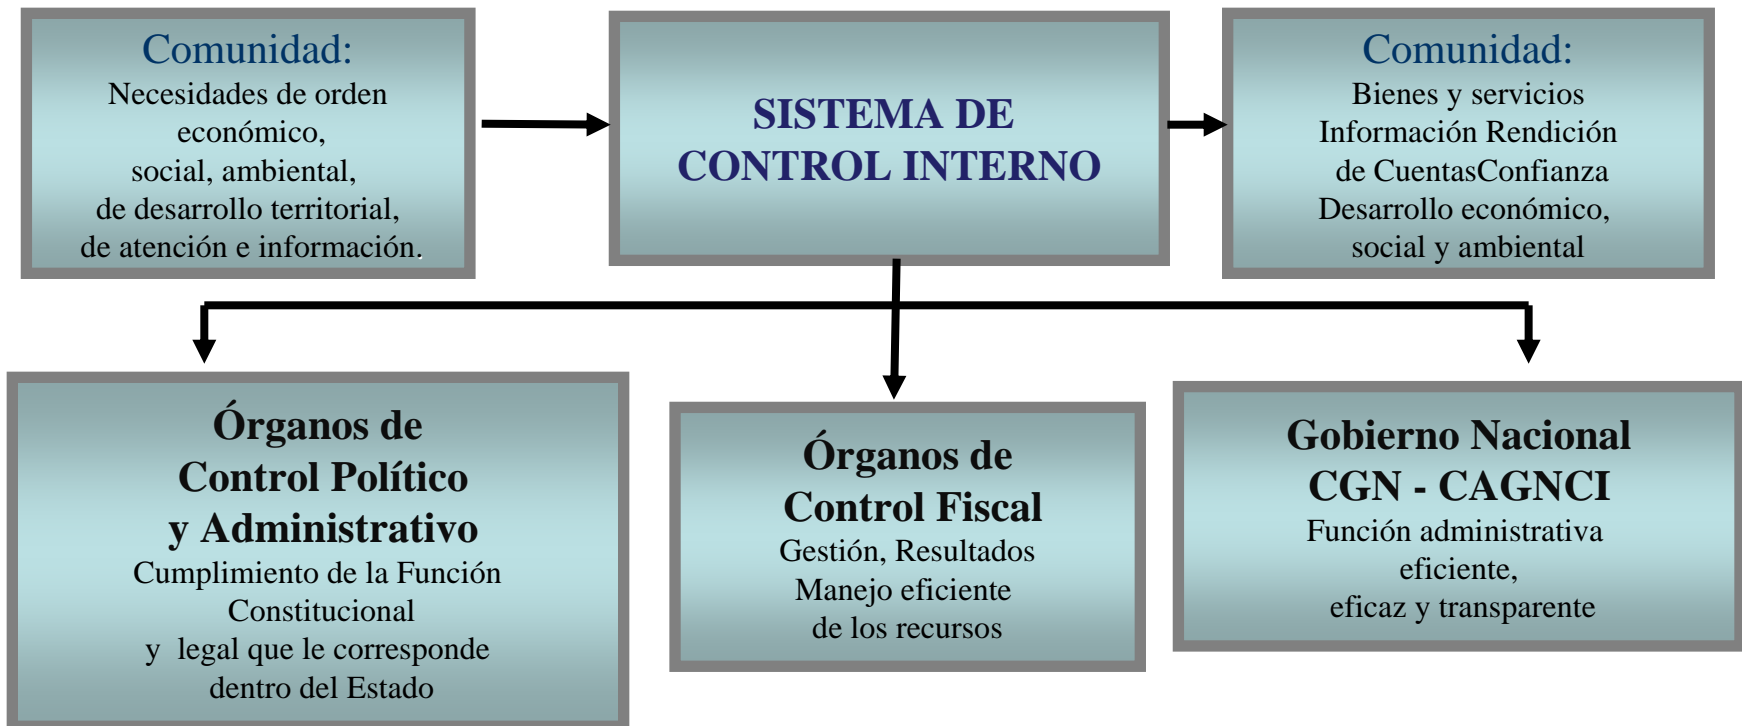 Comunidad:
Necesidades de orden
económico,
social, ambiental,
de desarrollo territorial,
de atención e información.
SISTEMA DE
CONTROL INTERNO
Comunidad:
Bienes y servicios
Información Rendición
de CuentasConfianza
Desarrollo económico,
social y ambiental
Órganos de
Control Político
y Administrativo
Cumplimiento de la Función
Constitucional
y legal que le corresponde
dentro del Estado
Órganos de
Control Fiscal
Gestión, Resultados
Manejo eficiente
de los recursos
Gobierno Nacional
CGN - CAGNCI
Función administrativa
eficiente,
eficaz y transparente